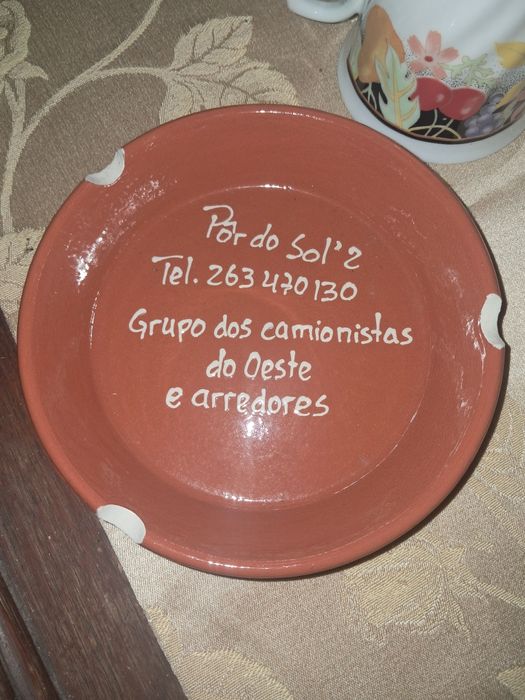 Pôr do Sol'2
Tel. 263 470 130
Grupo dos camionistas
do Oeste
e arredores